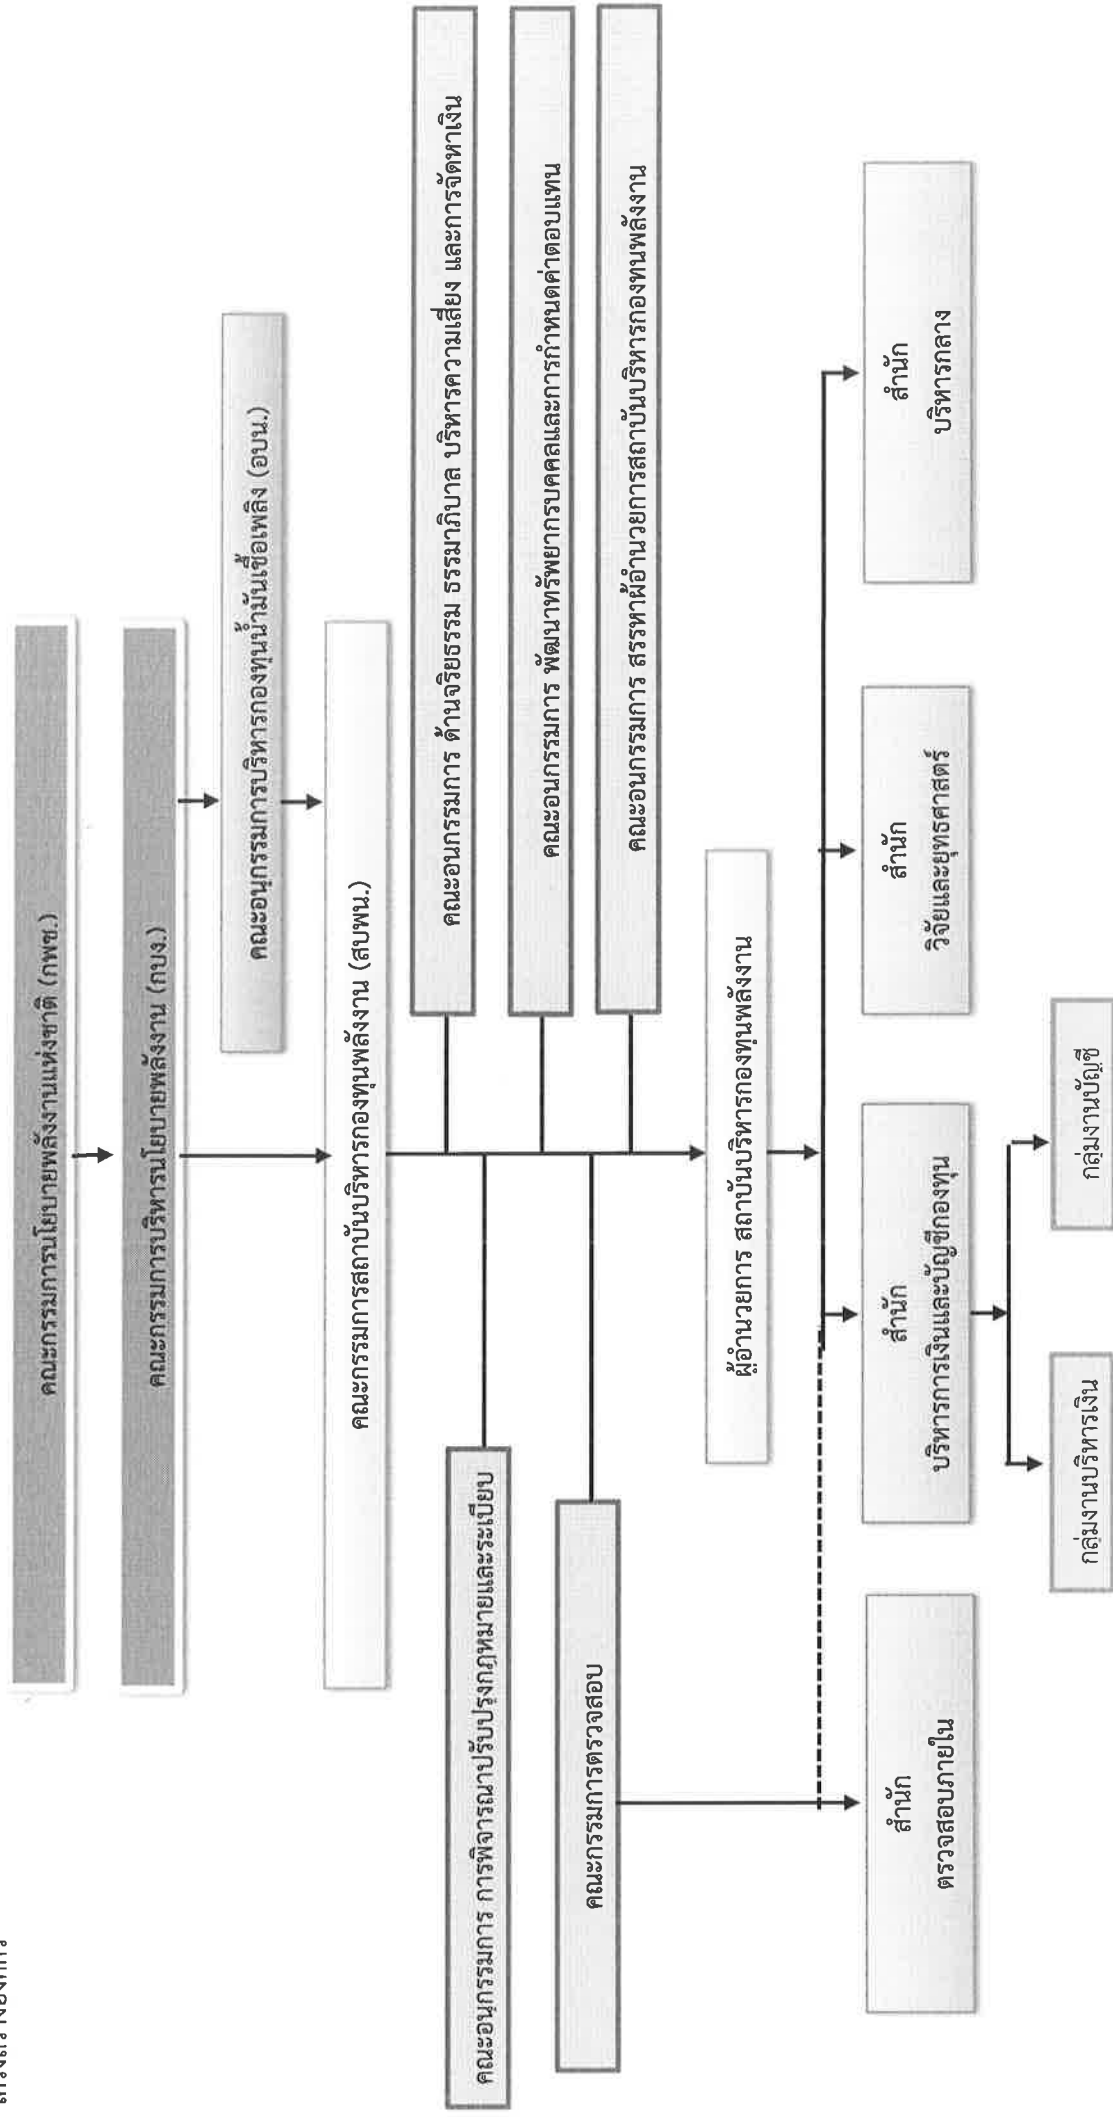 คณะกรรมการนโยบายพลังงานแห่งชาติ (กพช.)
คณะกรรมการบริหารนโยบายพลังงาน (กบง.)
คณะอนุกรรมการบริหารกองทุนน้ำมันเชื้อเพลิง (อบน.)
คณะกรรมการสถาบันบริหารกองทุนพลังงาน (สบพน.)
คณะอนุกรรมการ ด้านจริยธรรม ธรรมาภิบาล บริหารความเสี่ยง และการจัดหาเงิน
คณะอนุกรรมการ การพิจารณาปรับปรุงกฎหมายและระเบียบ
คณะอนุกรรมการ พัฒนาทรัพยากรบุคคลและการกำหนดค่าตอบแทน
คณะกรรมการตรวจสอบ
คณะอนุกรรมการ สรรหาผู้อำนวยการสถาบันบริหารกองทุนพลังงาน
ผู้อำนวยการ สถาบันบริหารกองทุนพลังงาน
สำนัก
ตรวจสอบภายใน
สำนัก
บริหารการเงินและบัญชีกองทุน
สำนัก
วิจัยและยุทธศาสตร์
สำนัก
บริหารกลาง
กลุ่มงานบริหารเงิน
กลุ่มงานบัญชี